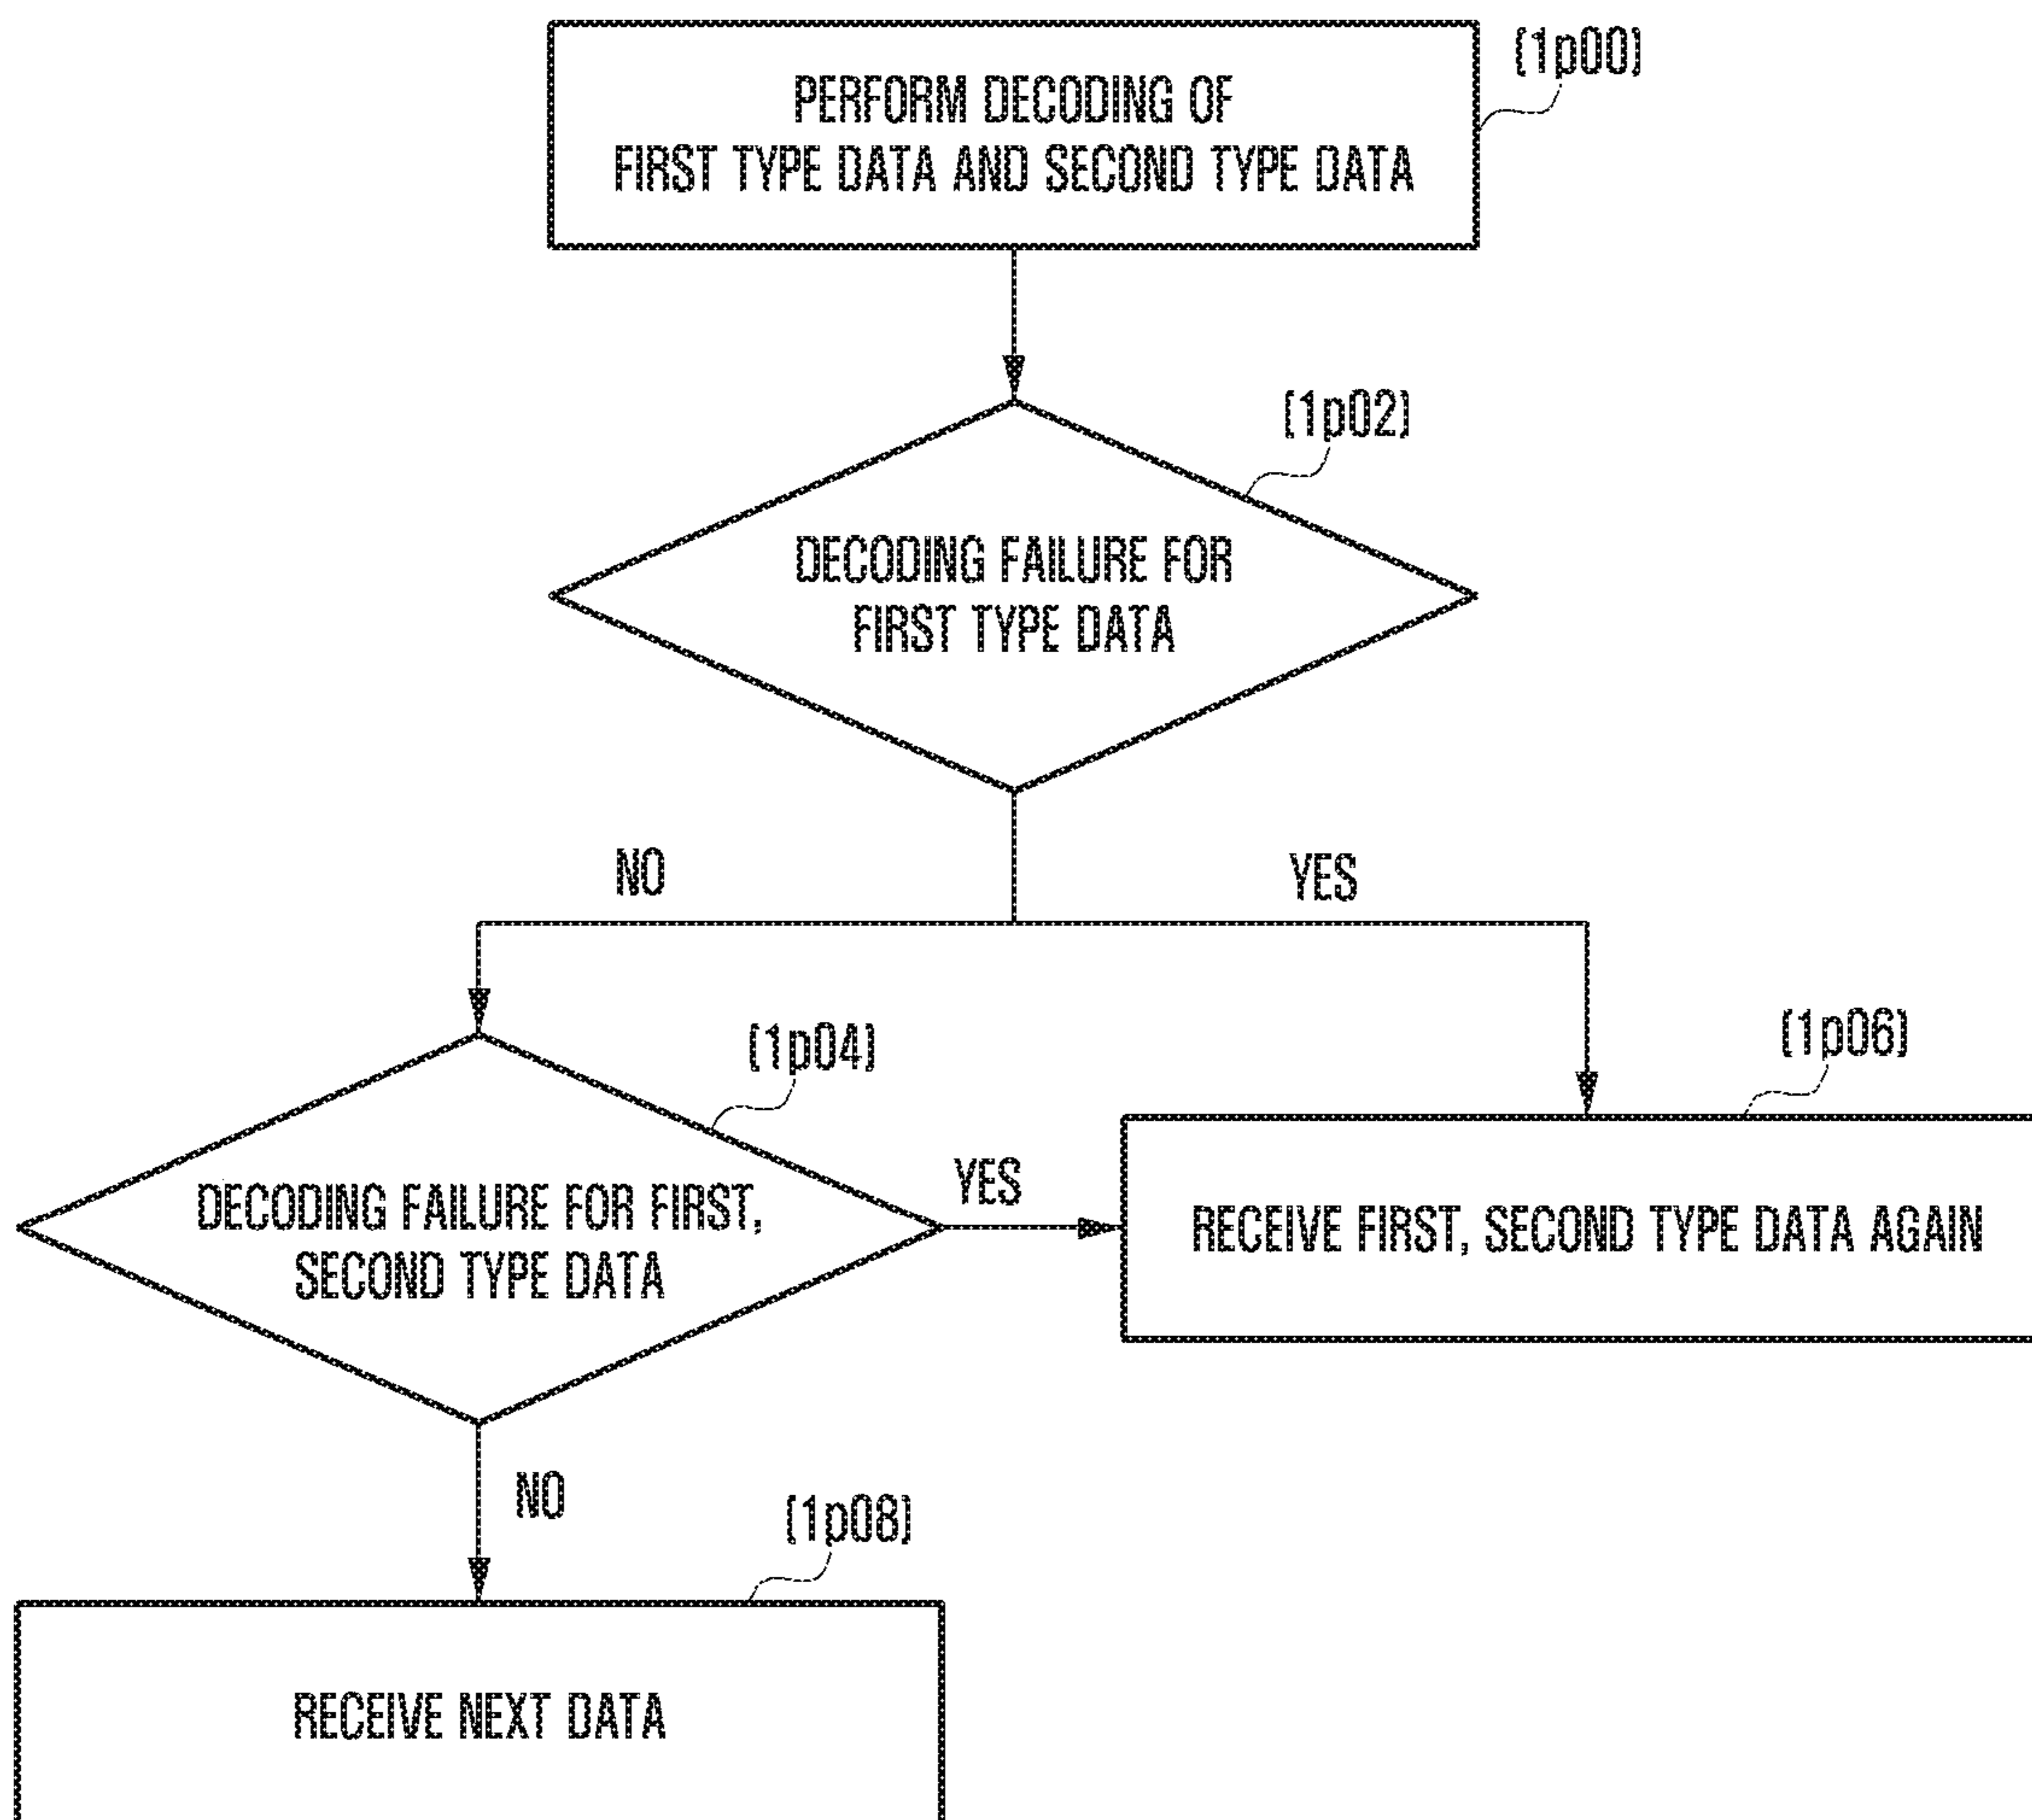 (1p00)
PERFORM DECODING OF
FIRST TYPE DATA AND SECOND TYPE DATA
(1p02)
DECODING FAILURE FOR
FIRST TYPE DATA
NO
YES
(1p04)
(1p06)
DECODING FAILURE FOR FIRST,
SECOND TYPE DATA
YES
RECEIVE FIRST, SECOND TYPE DATA AGAIN
NO
(1p08)
RECEIVE NEXT DATA